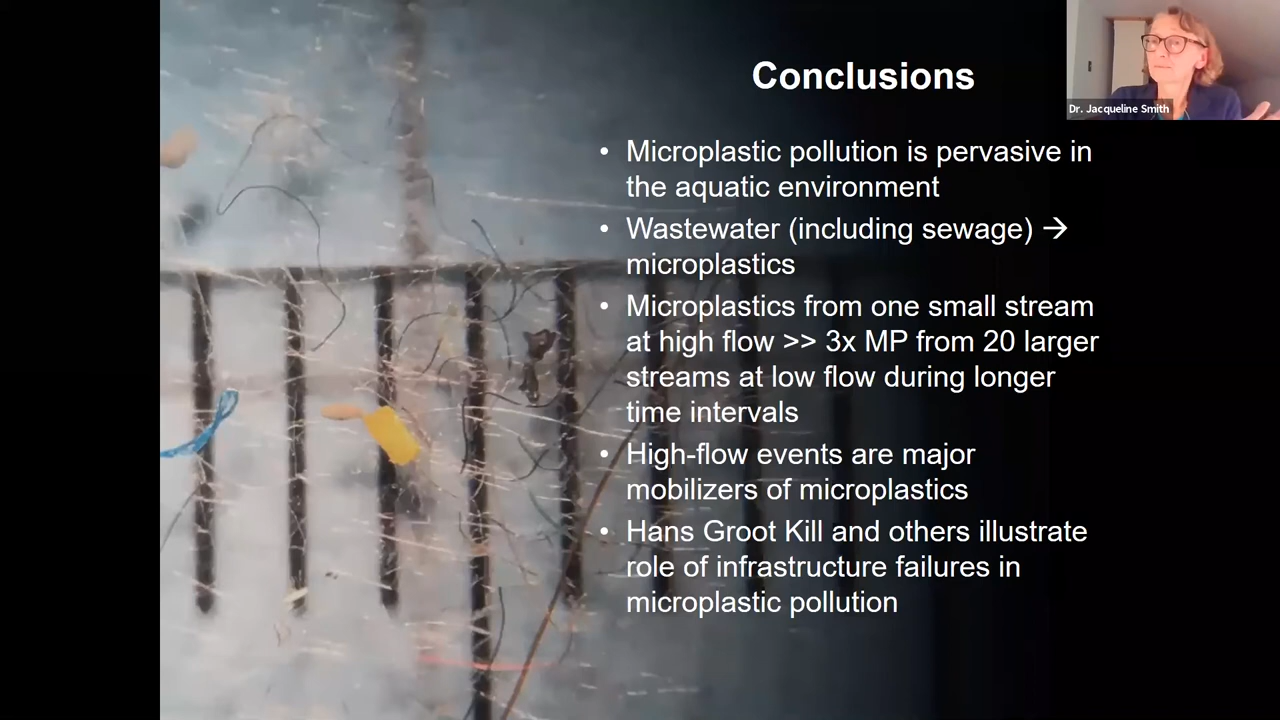 Conclusions
Dr. Jacqueline Smith
• Microplastic pollution is pervasive in
the aquatic environment
• Wastewater (including sewage) →
microplastics
• Microplastics from one small stream
at high flow >> 3x MP from 20 larger
streams at low flow during longer
time intervals
• High-flow events are major
mobilizers of microplastics
• Hans Groot Kill and others illustrate
role of infrastructure failures in
microplastic pollution